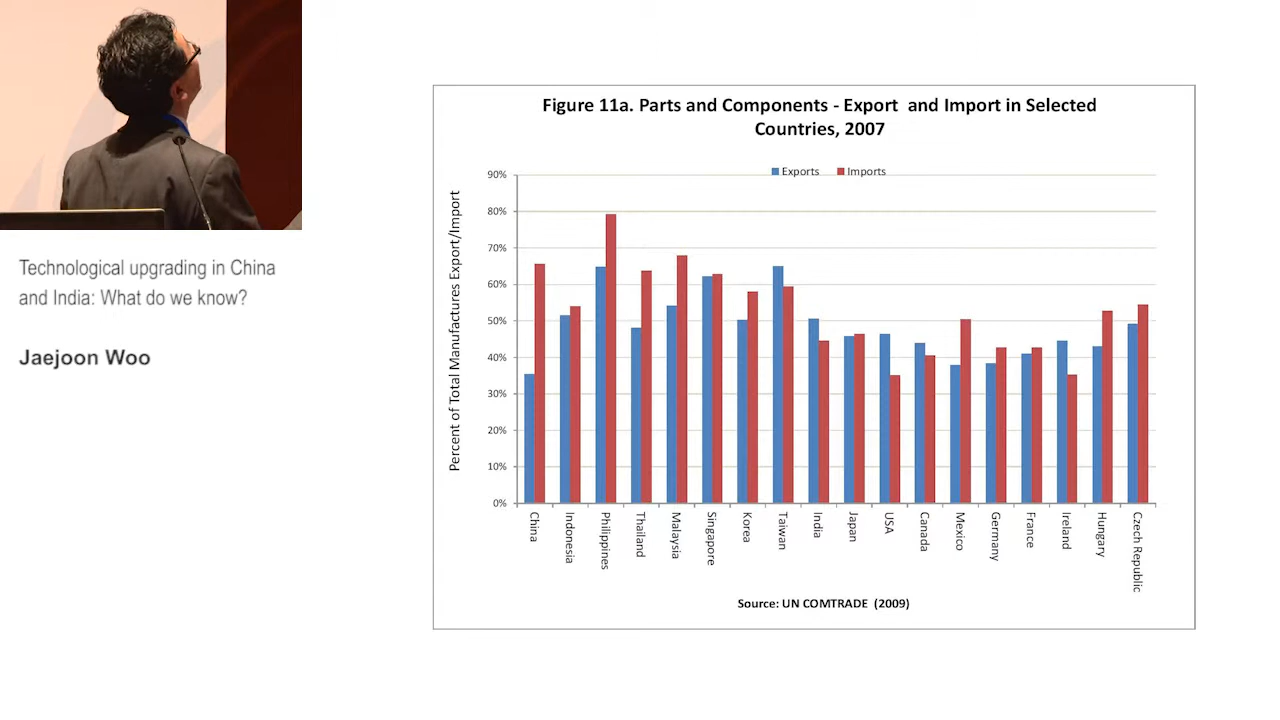 Technological upgrading in China
and India: What do we know?
Jaejoon Woo
Figure 11a. Parts and Components - Export and Import in Selected
Countries, 2007
Exports Imports
Percent of Total Manufactures Export/Import
90%
80%
70%
60%
50%
40%
30%
20%
10%
0%
China
Indonesia
Philippines
Thailand
Malaysia
Singapore
Korea
Taiwan
India
Japan
USA
Canada
Mexico
Germany
France
Ireland
Hungary
Czech Republic
Source: UN COMTRADE (2009)